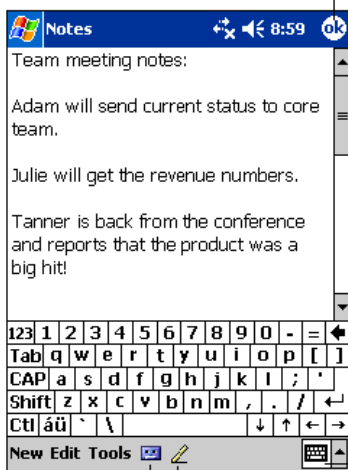 Notes 8:59 ok
Team meeting notes:
Adam will send current status to core
team.
Julie will get the revenue numbers.
Tanner is back from the conference
and reports that the product was a
big hit!
123 1 2 3 4 5 6 7 8 9 0 - =
Tab q w e r t y u i o p [ ]
CAP a s d f g h j k l ; '
Shift z x c v b n m , . /
Ctl áü ` \
New Edit Tools